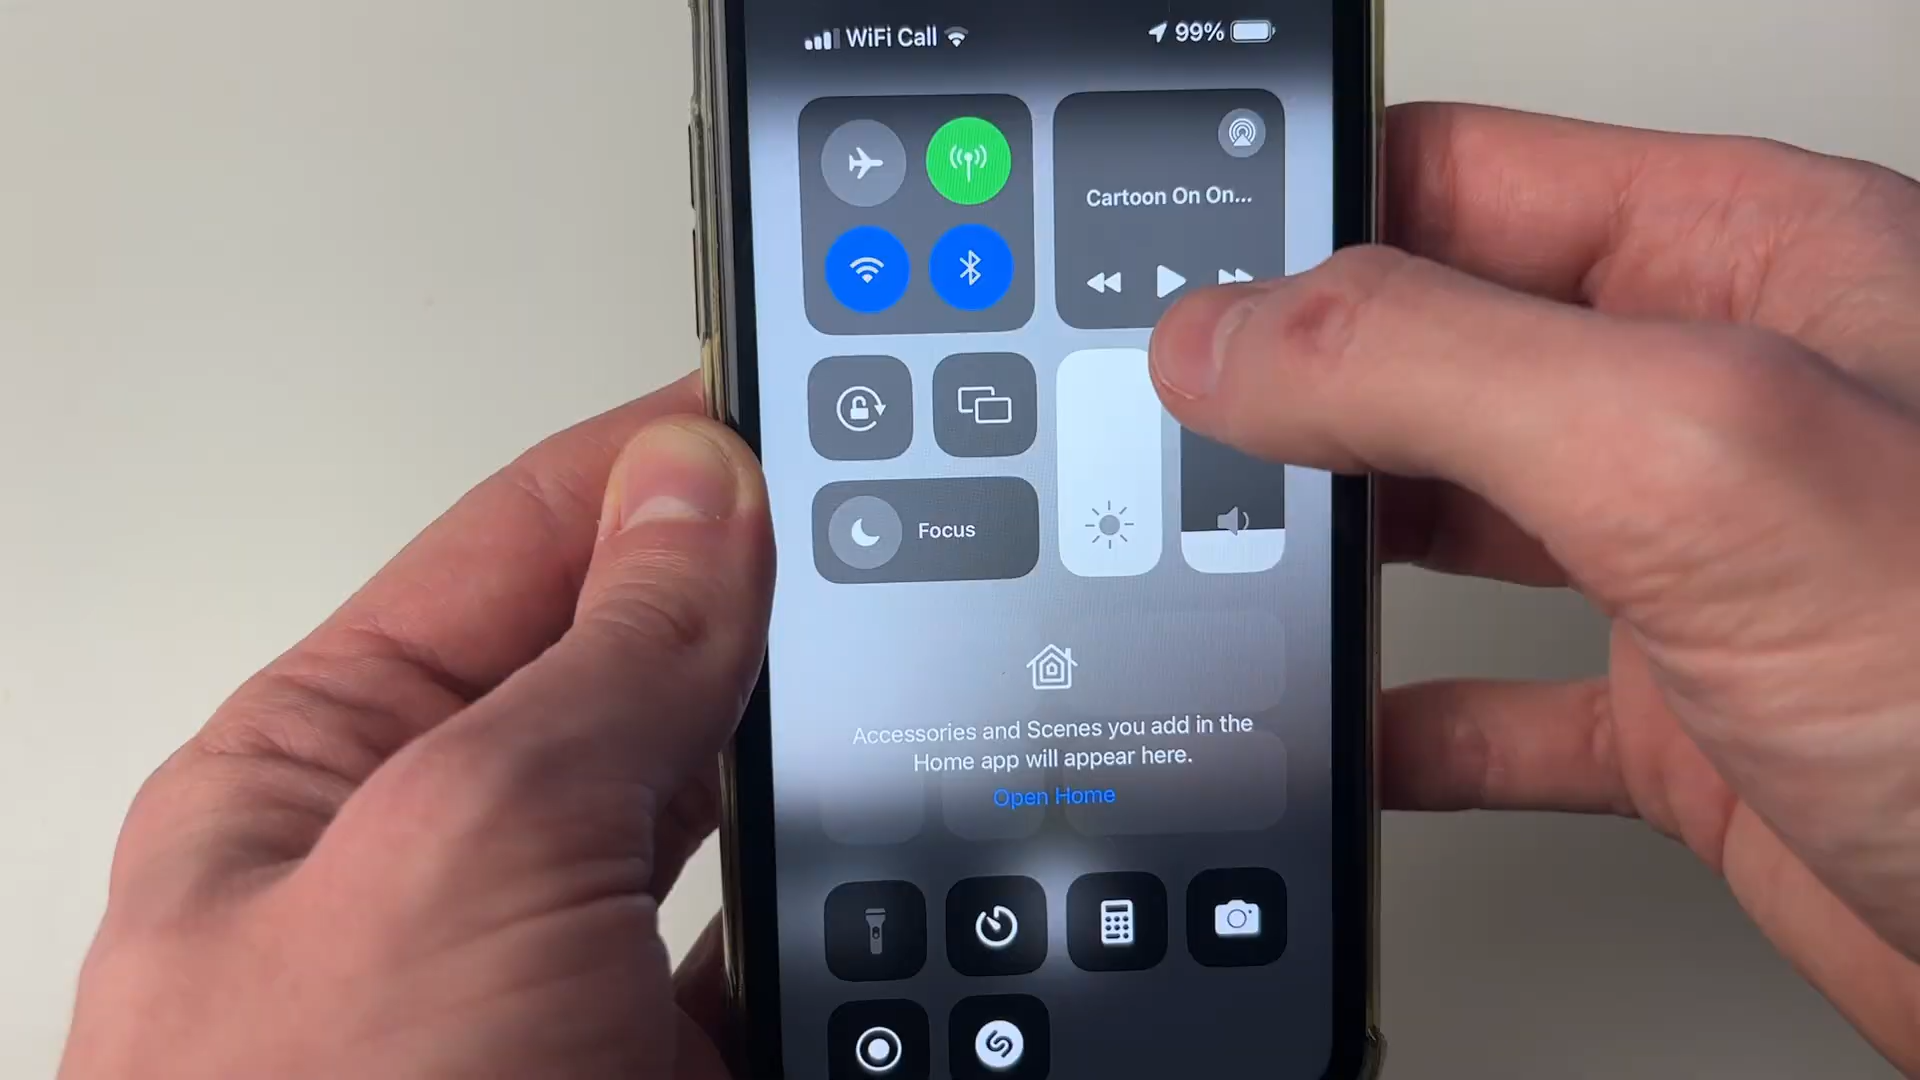 WiFi Call
99%
Cartoon On On...
Focus
Accessories and Scenes you add in the
Home app will appear here.
Open Home